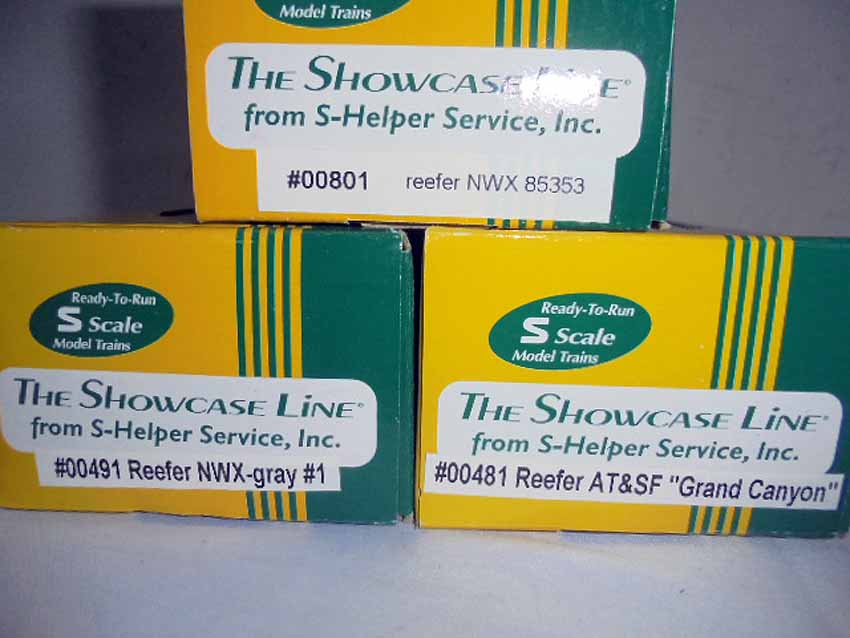 Model Trains
THE SHOWCASE LINE®
from S-Helper Service, Inc.
#00801 reefer NWX 85353
Ready-To-Run
S Scale
Model Trains
THE SHOWCASE LINE®
from S-Helper Service, Inc.
#00491 Reefer NWX-gray #1
Ready-To-Run
S Scale
Model Trains
THE SHOWCASE LINE®
from S-Helper Service, Inc.
#00481 Reefer AT&SF "Grand Canyon"